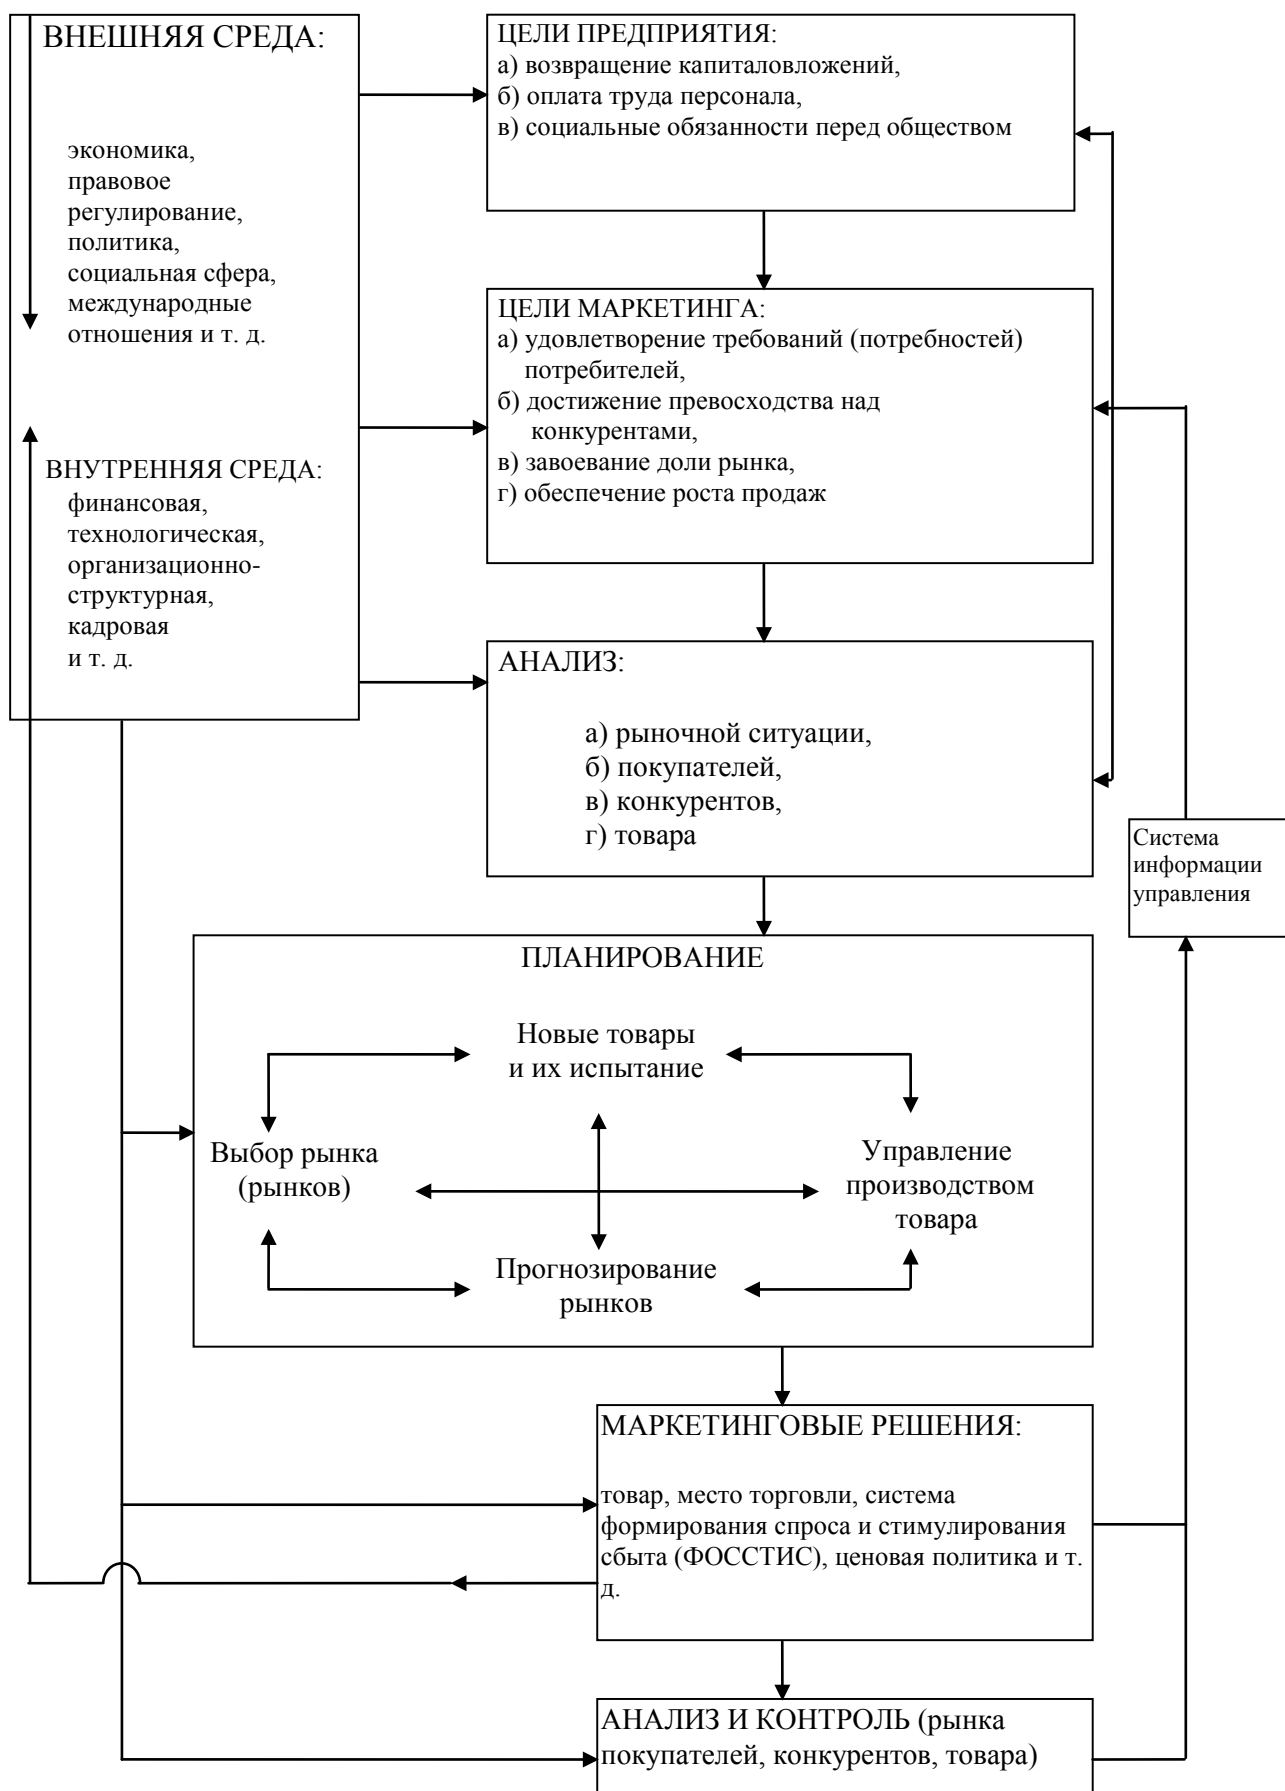 ВНЕШНЯЯ СРЕДА:
экономика,
правовое
регулирование,
политика,
социальная сфера,
международные
отношения и т. д.
ВНУТРЕННЯЯ СРЕДА:
финансовая,
технологическая,
организационно-
структурная,
кадровая
и т. д.
ЦЕЛИ ПРЕДПРИЯТИЯ:
а) возвращение капиталовложений,
б) оплата труда персонала,
в) социальные обязанности перед обществом
ЦЕЛИ МАРКЕТИНГА:
а) удовлетворение требований (потребностей)
потребителей,
б) достижение превосходства над
конкурентами,
в) завоевание доли рынка,
г) обеспечение роста продаж
АНАЛИЗ:
а) рыночной ситуации,
б) покупателей,
в) конкурентов,
г) товара
Система
информации
управления
ПЛАНИРОВАНИЕ
Новые товары
и их испытание
Выбор рынка
(рынков)
Управление
производством
товара
Прогнозирование
рынков
МАРКЕТИНГОВЫЕ РЕШЕНИЯ:
товар, место торговли, система
формирования спроса и стимулирования
сбыта (ФОССТИС), ценовая политика и т.
д.
АНАЛИЗ И КОНТРОЛЬ (рынка
покупателей, конкурентов, товара)